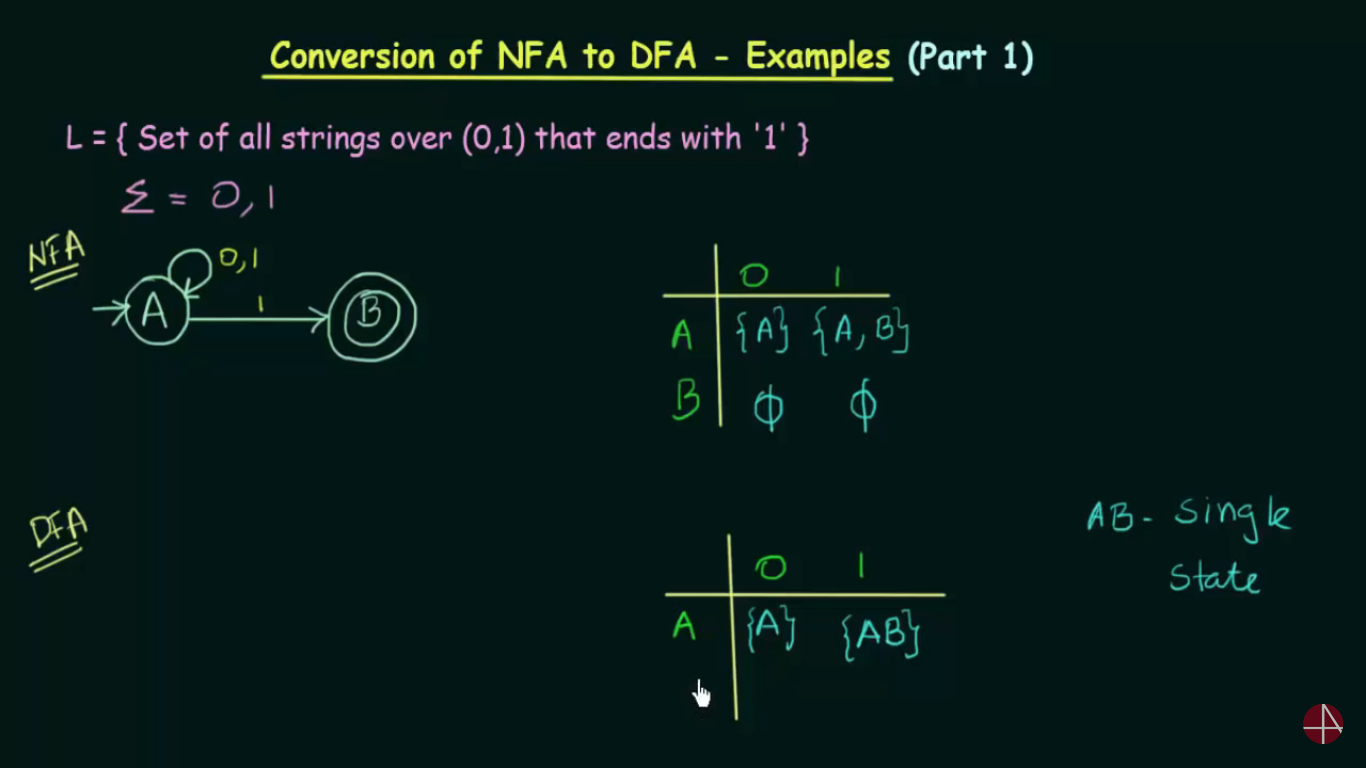 Conversion of NFA to DFA - Examples (Part 1)
L = { Set of all strings over (0,1) that ends with '1' }
Σ = 0, 1
NFA
0,1
A
1
B
0 1
A {A} {A, B}
B ϕ ϕ
DFA
AB - Single
State
0 1
A {A} {AB}